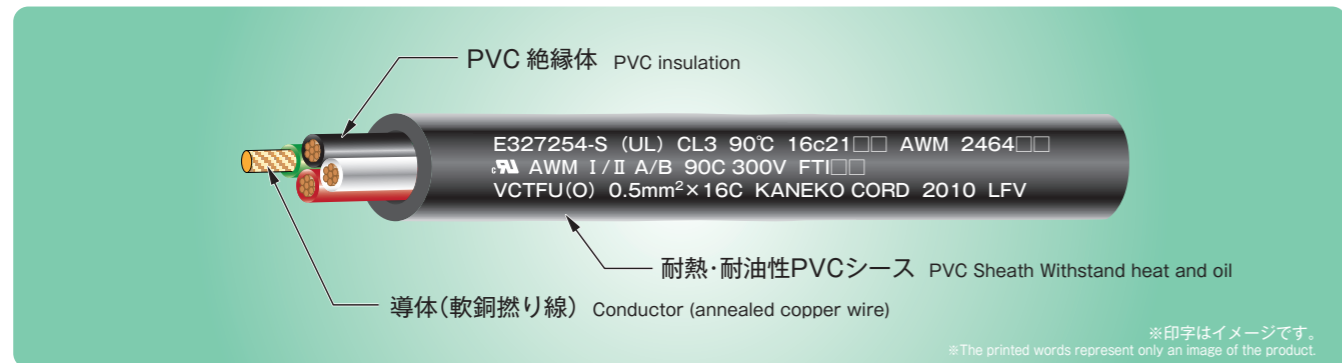 PVC 絶縁体 PVC insulation
E327254-S (UL) CL3 90℃ 16c21□□ AWM 2464□□
cRU AWM Ⅰ/Ⅱ A/B 90C 300V FTI□□
VCTFU(O) 0.5mm²×16C KANEKO CORD 2010 LFV
耐熱・耐油性PVCシース PVC Sheath Withstand heat and oil
導体(軟銅撚り線) Conductor (annealed copper wire)
※印字はイメージです。
※The printed words represent only an image of the product.